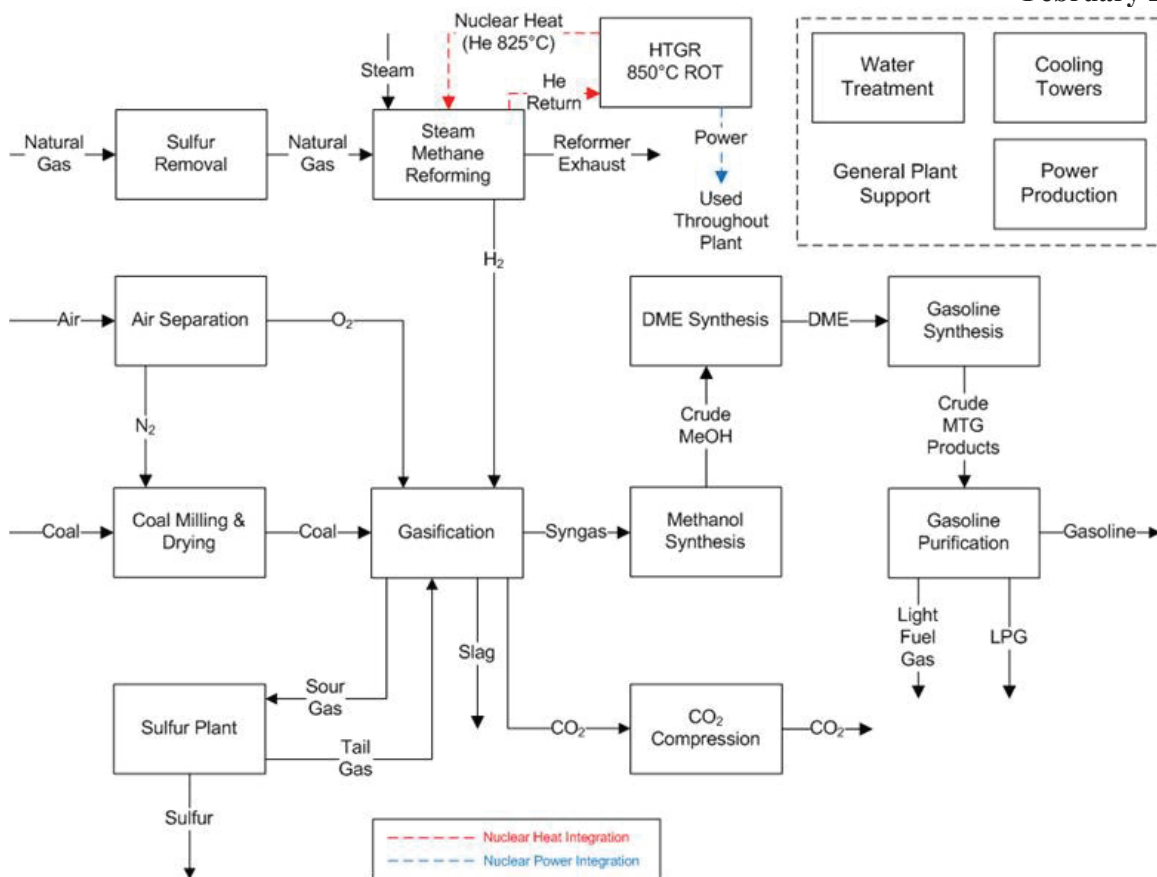 February 2
Nuclear Heat
(He 825°C)
HTGR
850°C ROT
Steam
He
Return
Water
Treatment
Cooling
Towers
Natural
Gas
Sulfur
Removal
Natural
Gas
Steam
Methane
Reforming
Reformer
Exhaust
Power
Used
Throughout
Plant
General Plant
Support
Power
Production
H2
Air
Air Separation
O2
DME Synthesis
DME
Gasoline
Synthesis
N2
Crude
MeOH
Crude
MTG
Products
Coal
Coal Milling &
Drying
Coal
Gasification
Syngas
Methanol
Synthesis
Gasoline
Purification
Gasoline
Light
Fuel
Gas
LPG
Slag
Sour
Gas
Sulfur Plant
Tail
Gas
CO2
CO2
Compression
CO2
Sulfur
Nuclear Heat Integration
Nuclear Power Integration